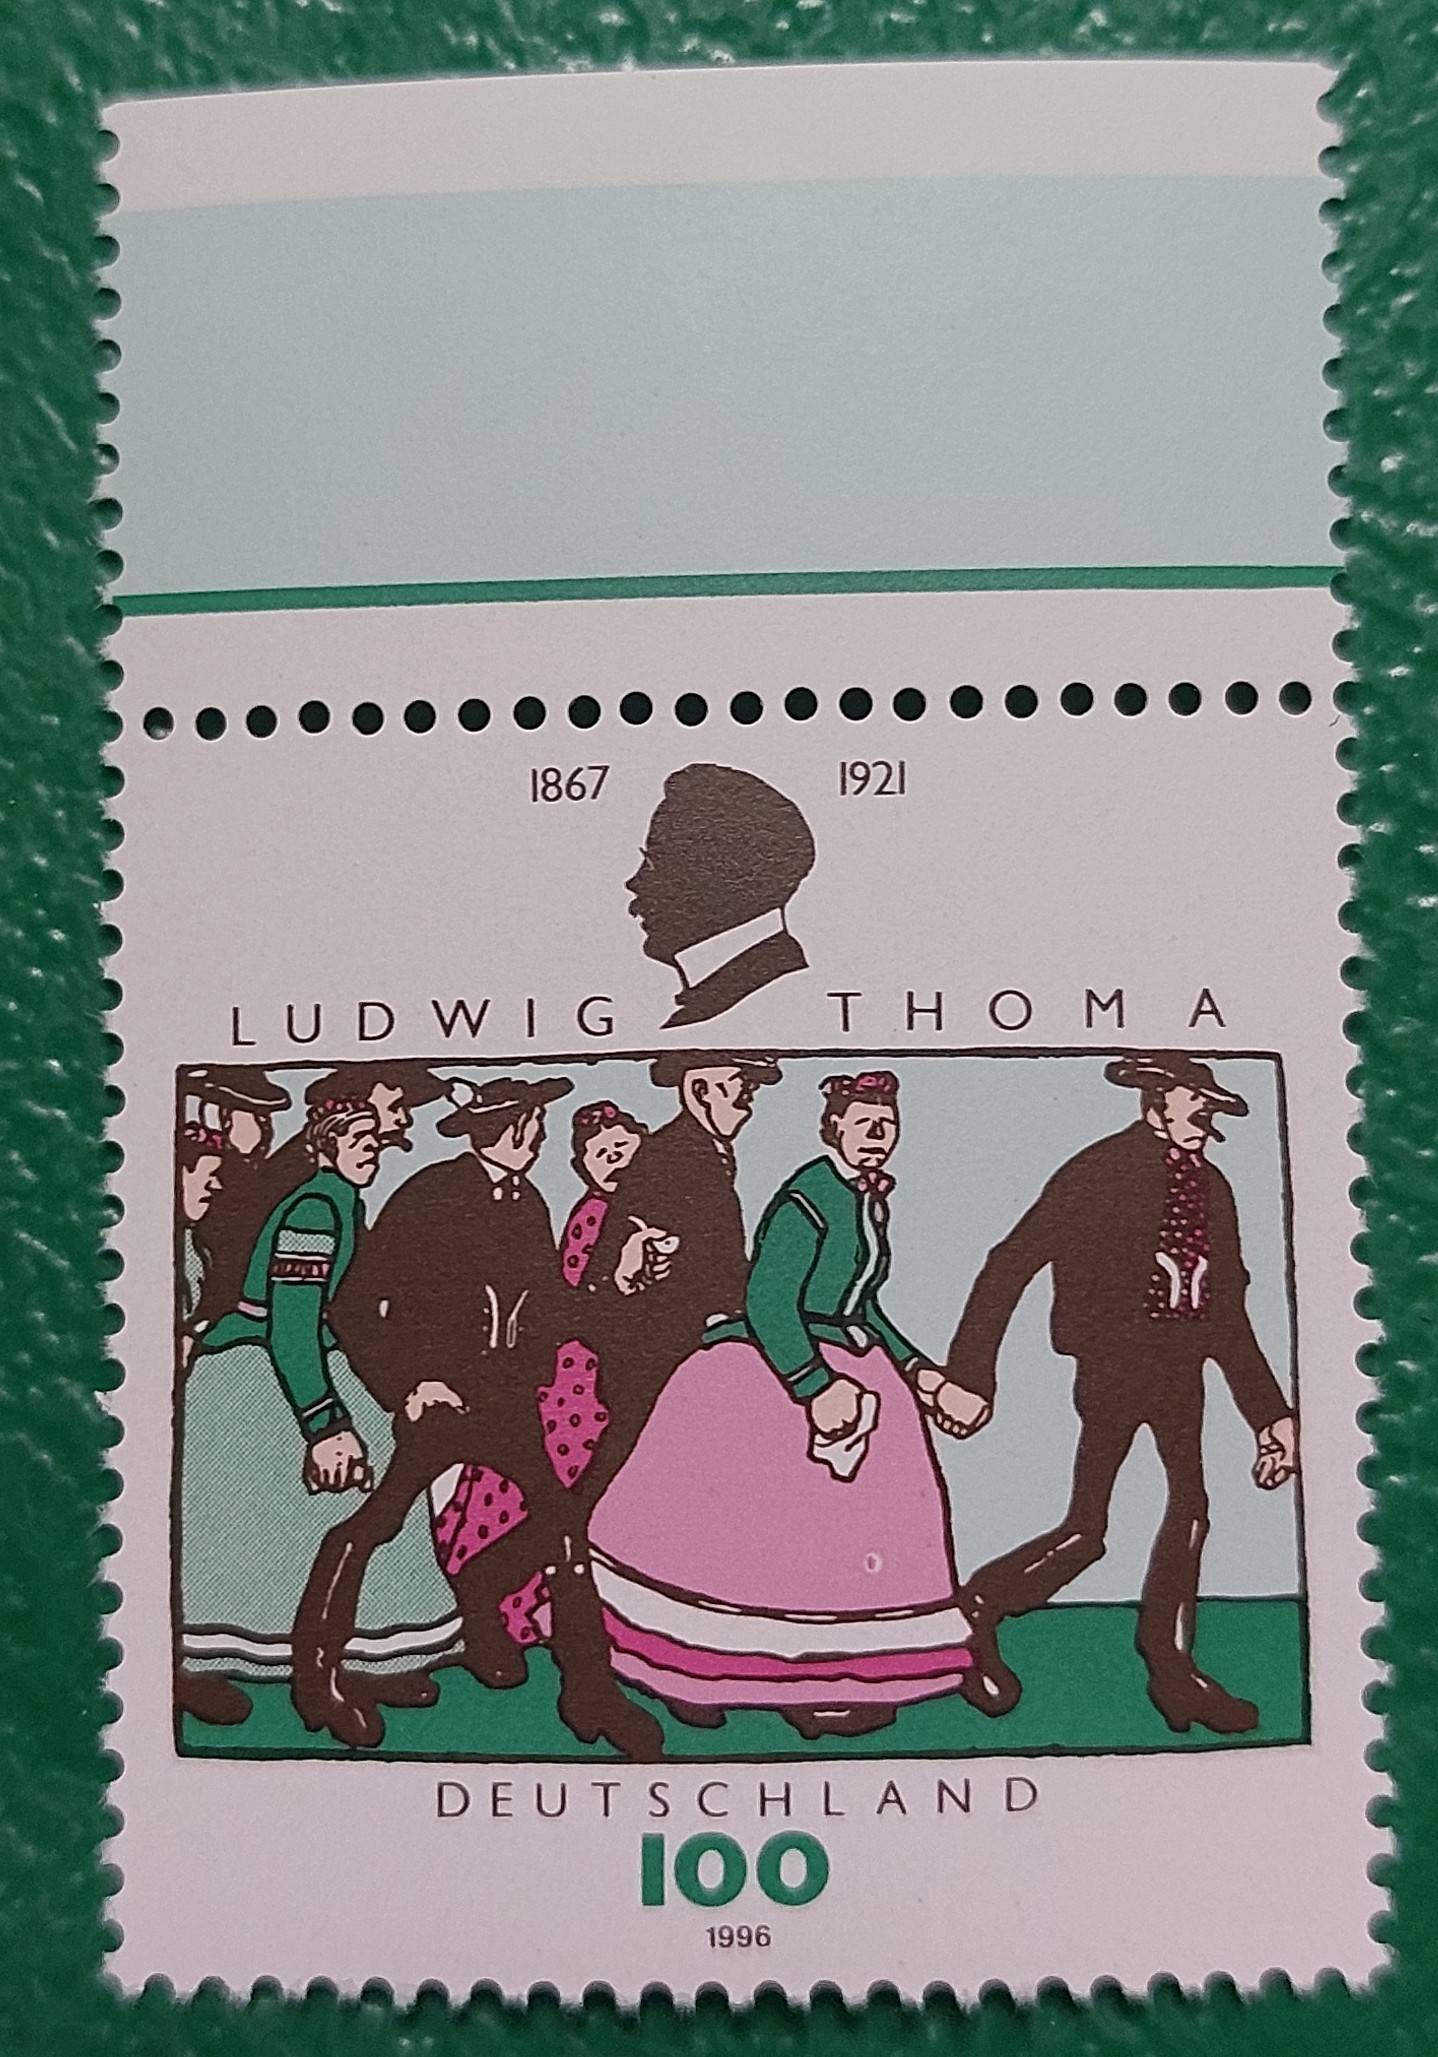 1867 1921
LUDWIG THOMA
DEUTSCHLAND
100
1996